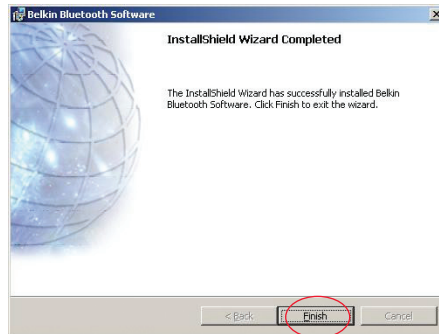 Belkin Bluetooth Software
InstallShield Wizard Completed
The InstallShield Wizard has successfully installed Belkin
Bluetooth Software. Click Finish to exit the wizard.
< Back
Finish
Cancel